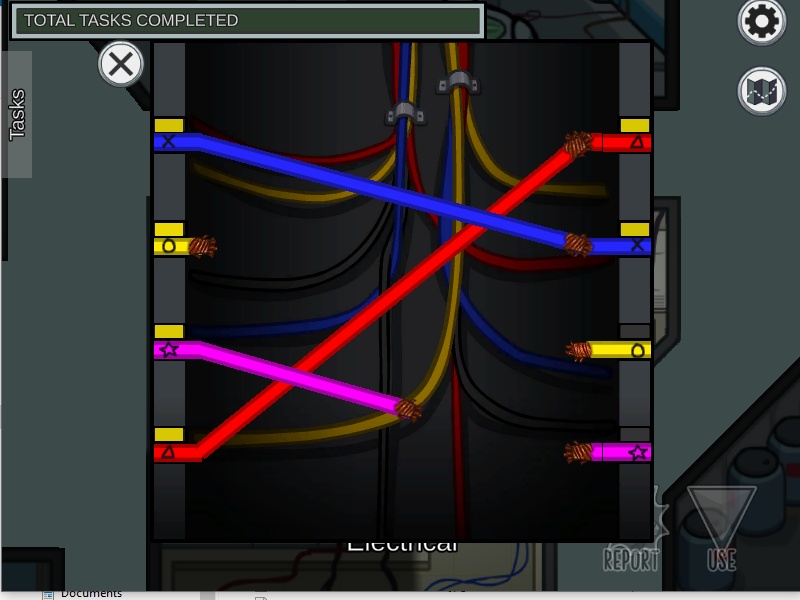 TOTAL TASKS COMPLETED
Tasks
Electrical
REPORT
USE
Documents